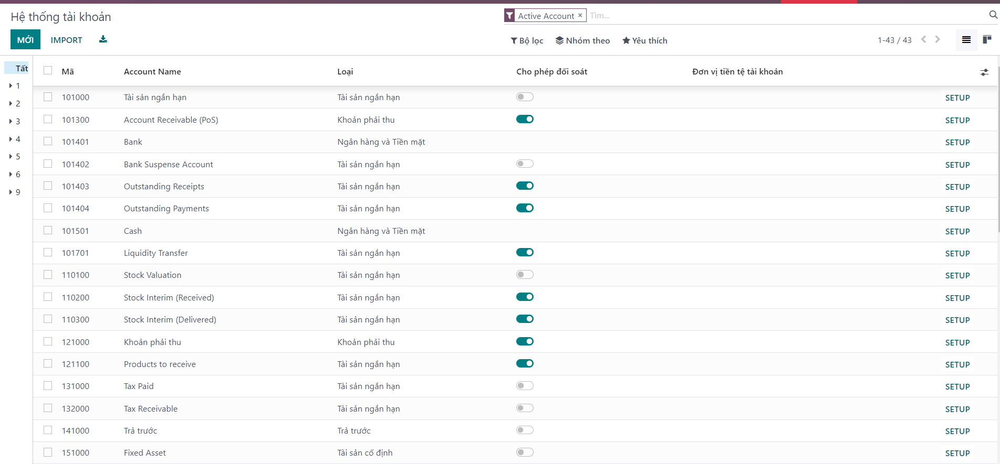 Hệ thống tài khoản
Active Account × Tìm...
MỚI IMPORT
Bộ lọc Nhóm theo Yêu thích
1-43 / 43
Tất
1
2
3
4
5
6
9
Mã Account Name Loại Cho phép đối soát Đơn vị tiền tệ tài khoản
101000 Tài sản ngắn hạn Tài sản ngắn hạn SETUP
101300 Account Receivable (PoS) Khoản phải thu SETUP
101401 Bank Ngân hàng và Tiền mặt SETUP
101402 Bank Suspense Account Tài sản ngắn hạn SETUP
101403 Outstanding Receipts Tài sản ngắn hạn SETUP
101404 Outstanding Payments Tài sản ngắn hạn SETUP
101501 Cash Ngân hàng và Tiền mặt SETUP
101701 Liquidity Transfer Tài sản ngắn hạn SETUP
110100 Stock Valuation Tài sản ngắn hạn SETUP
110200 Stock Interim (Received) Tài sản ngắn hạn SETUP
110300 Stock Interim (Delivered) Tài sản ngắn hạn SETUP
121000 Khoản phải thu Khoản phải thu SETUP
121100 Products to receive Tài sản ngắn hạn SETUP
131000 Tax Paid Tài sản ngắn hạn SETUP
132000 Tax Receivable Tài sản ngắn hạn SETUP
141000 Trả trước Trả trước SETUP
151000 Fixed Asset Tài sản cố định SETUP